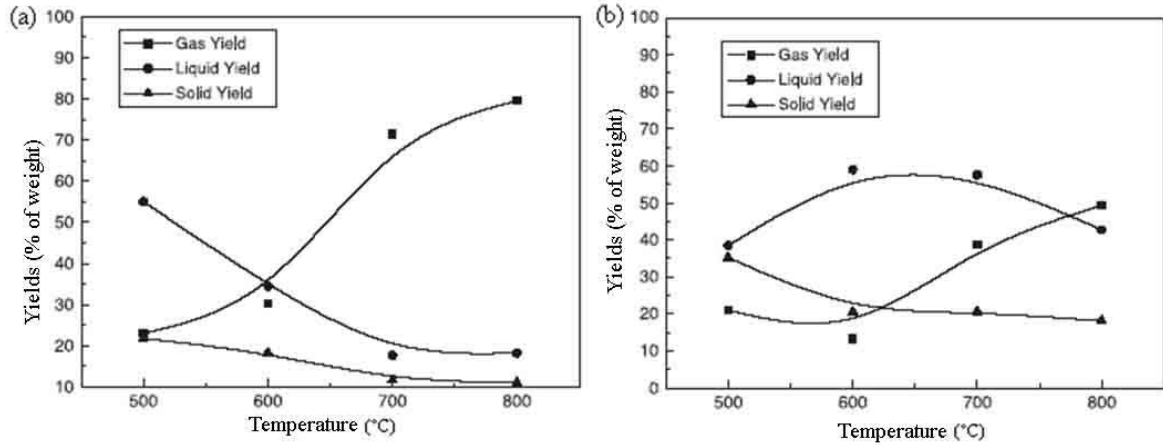 (a)
100
90
80
70
60
55
40
30
20
10
Yields (% of weight)
Gas Yield
Liquid Yield
Solid Yield
500
600
700
800
Temperature (°C)
(b)
100
90
80
70
60
50
40
30
20
10
0
Yields (% of weight)
Gas Yield
Liquid Yield
Solid Yield
500
600
700
800
Temperature (°C)